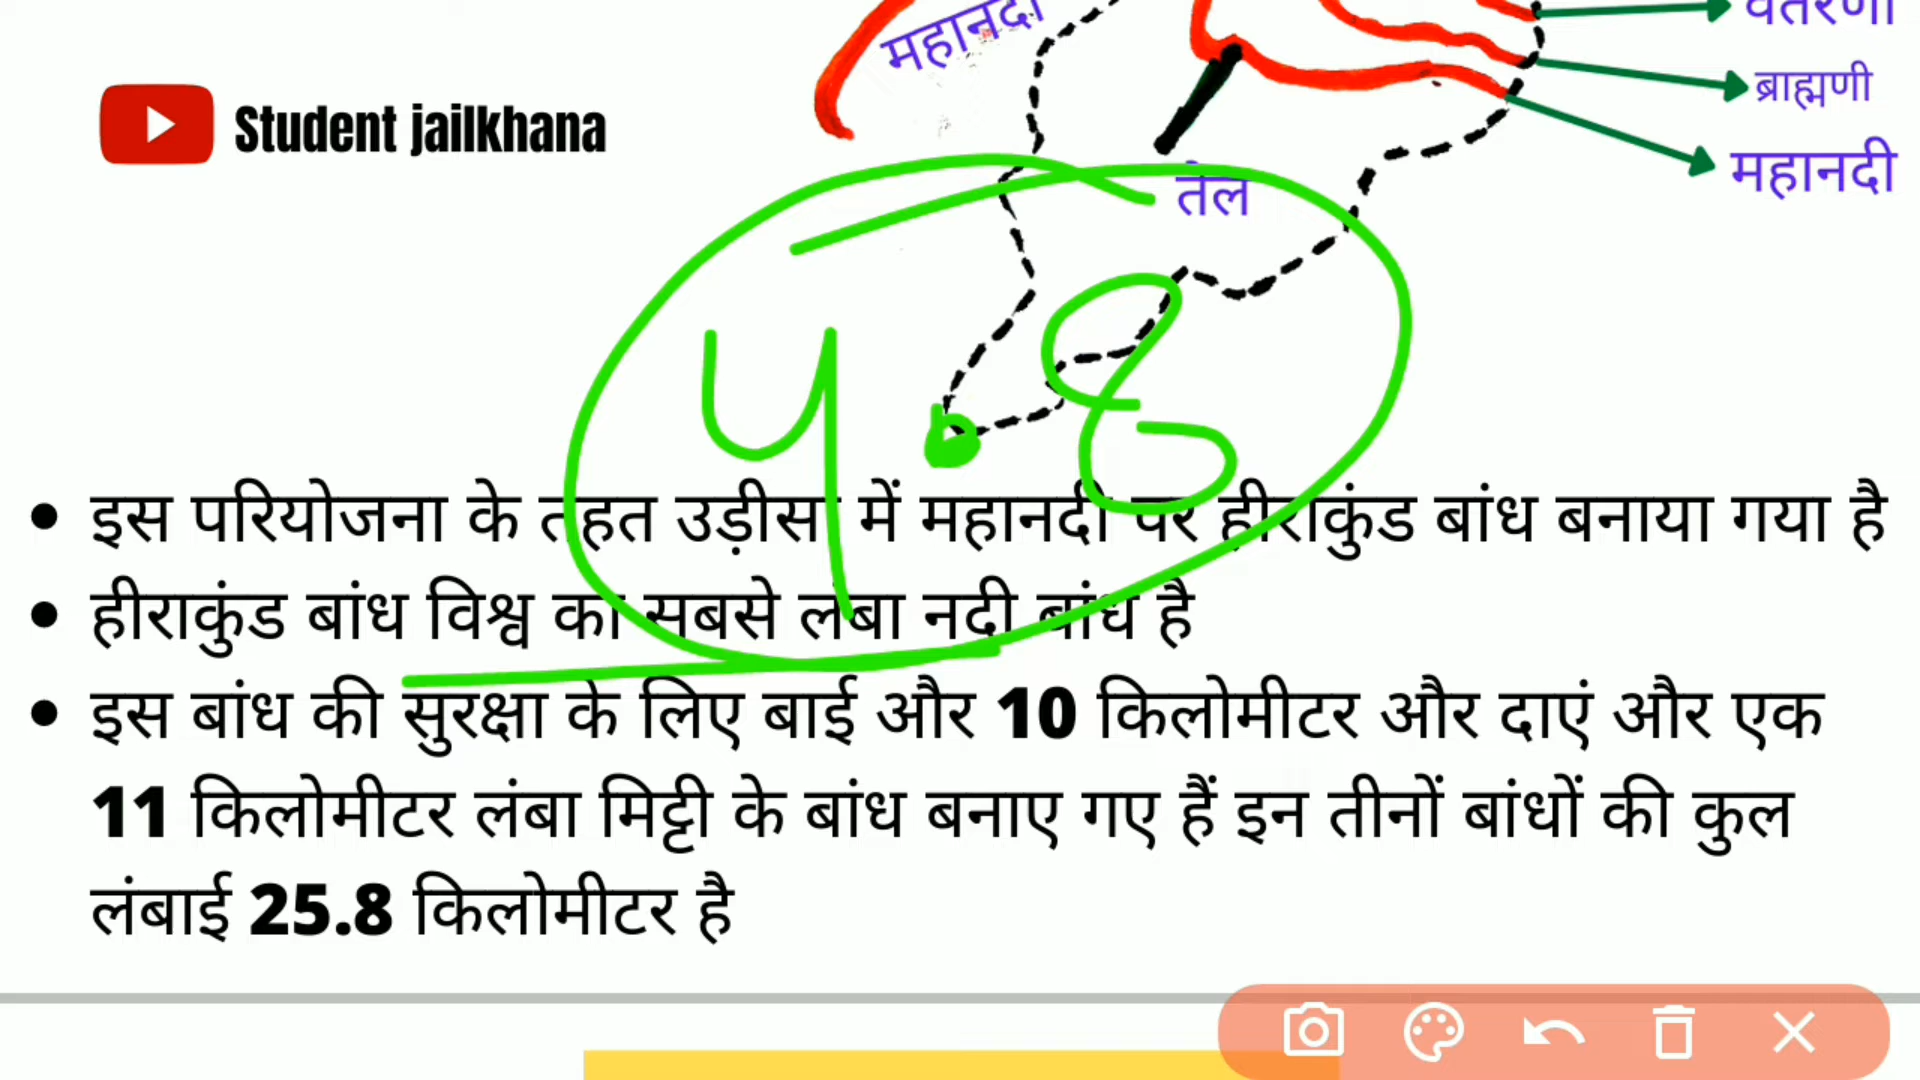 महानदी
वैतरणी
ब्राह्मणी
Student jailkhana
महानदी
तेल
4.8
इस परियोजना के तहत उड़ीसा में महानदी पर हीराकुंड बांध बनाया गया है
हीराकुंड बांध विश्व का सबसे लंबा नदी बांध है
इस बांध की सुरक्षा के लिए बाई और 10 किलोमीटर और दाएं और एक
11 किलोमीटर लंबा मिट्टी के बांध बनाए गए हैं इन तीनों बांधों की कुल
लंबाई 25.8 किलोमीटर है